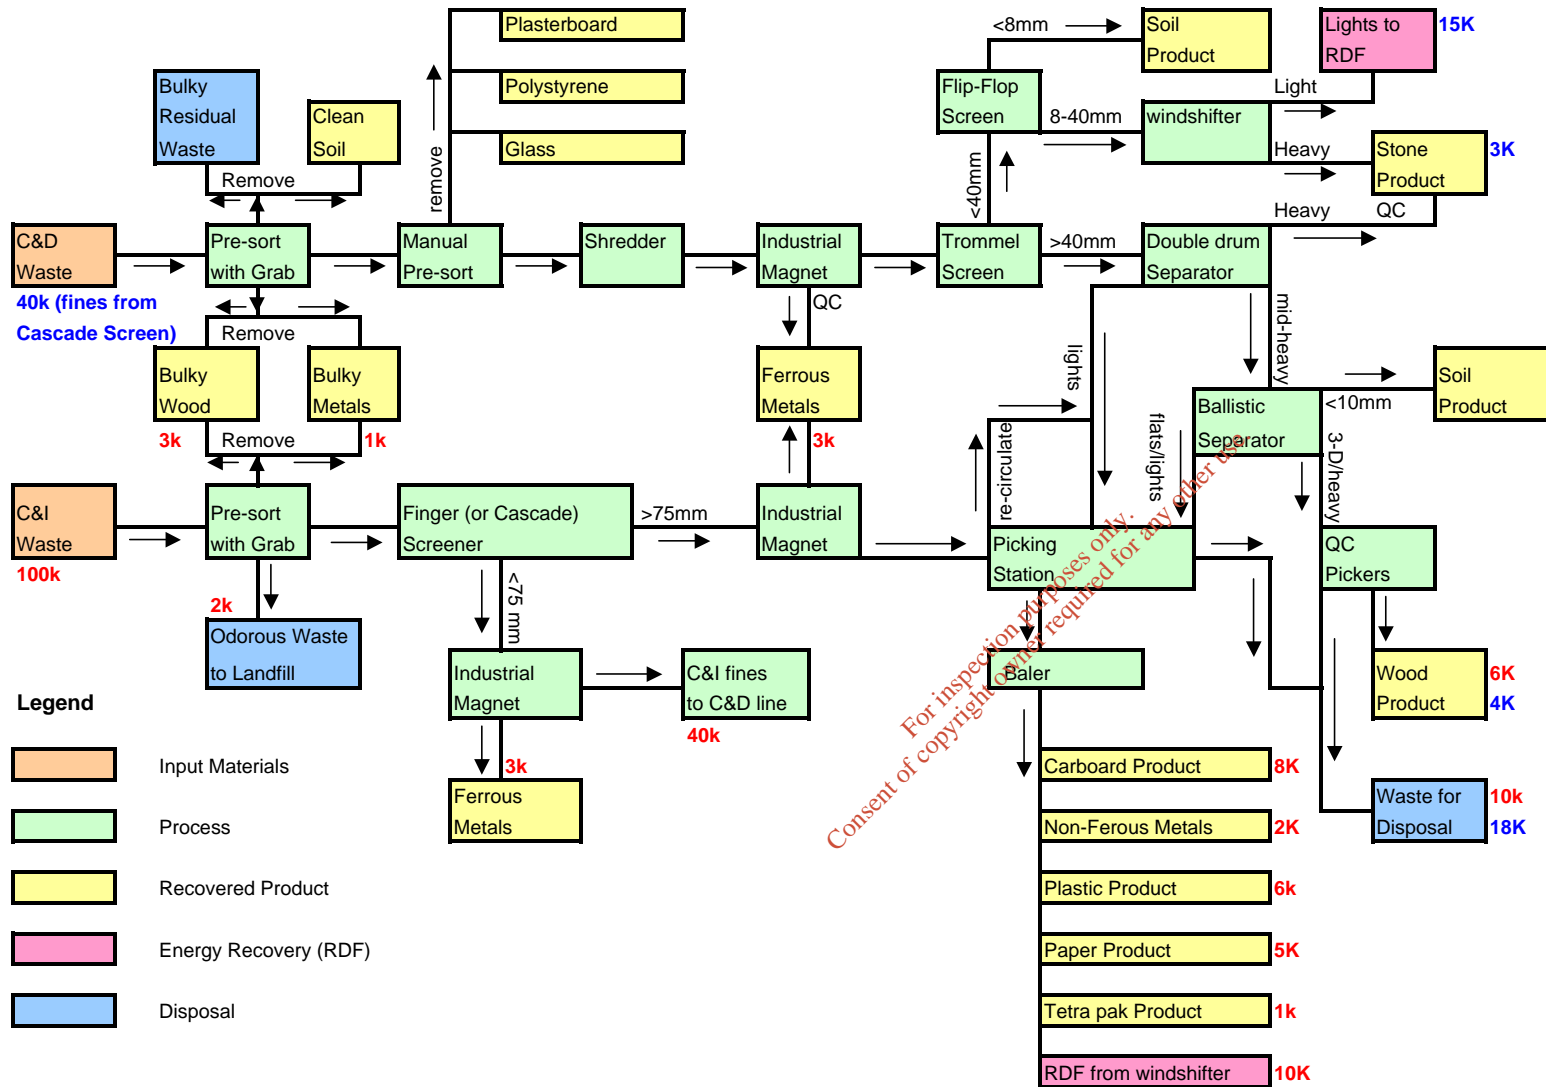 Plasterboard
<8mm
Soil
Product
Lights to
RDF
15K
Bulky
Residual
Waste
Clean
Soil
Polystyrene
Flip-Flop
Screen
8-40mm
Light
windshifter
Glass
Heavy
Stone
Product
3K
Remove
remove
<40mm
Heavy
QC
C&D
Waste
Pre-sort
with Grab
Manual
Pre-sort
Shredder
Industrial
Magnet
Trommel
Screen
>40mm
Double drum
Separator
40k (fines from
Cascade Screen)
Remove
QC
lights
mid-heavy
Bulky
Wood
Bulky
Metals
Ferrous
Metals
Ballistic
Separator
<10mm
Soil
Product
3k
Remove
1k
3k
re-circulate
flats/lights
3-D/heavy
C&I
Waste
Pre-sort
with Grab
Finger (or Cascade)
Screener
>75mm
Industrial
Magnet
Picking
Station
QC
Pickers
100k
<75 mm
2k
Odorous Waste
to Landfill
Industrial
Magnet
C&I fines
to C&D line
40k
Baler
Wood
Product
6K
4K
Legend
Input Materials
Process
Recovered Product
Energy Recovery (RDF)
Disposal
3k
Ferrous
Metals
Carboard Product
8K
Waste for
Disposal
10k
18K
Non-Ferous Metals
2K
Plastic Product
6k
Paper Product
5K
Tetra pak Product
1k
RDF from windshifter
10K
For inspection purposes only.
Consent of copyright owner required for any other use.